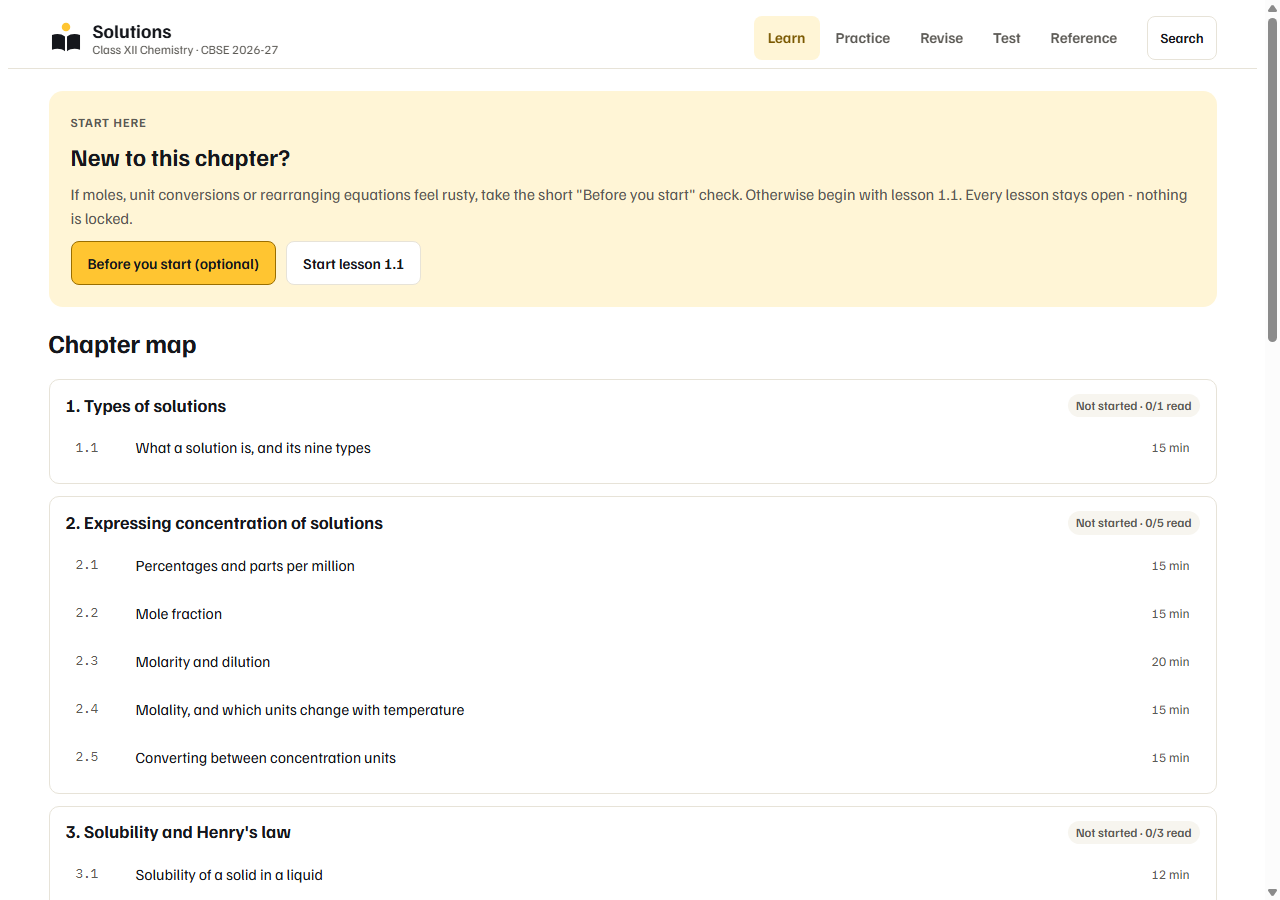 Solutions
Class XII Chemistry · CBSE 2026-27
Learn
Practice
Revise
Test
Reference
Search
START HERE
New to this chapter?
If moles, unit conversions or rearranging equations feel rusty, take the short "Before you start" check. Otherwise begin with lesson 1.1. Every lesson stays open - nothing
is locked.
Before you start (optional)
Start lesson 1.1
Chapter map
1. Types of solutions
Not started · 0/1 read
1.1 What a solution is, and its nine types 15 min
2. Expressing concentration of solutions
Not started · 0/5 read
2.1 Percentages and parts per million 15 min
2.2 Mole fraction 15 min
2.3 Molarity and dilution 20 min
2.4 Molality, and which units change with temperature 15 min
2.5 Converting between concentration units 15 min
3. Solubility and Henry's law
Not started · 0/3 read
3.1 Solubility of a solid in a liquid 12 min